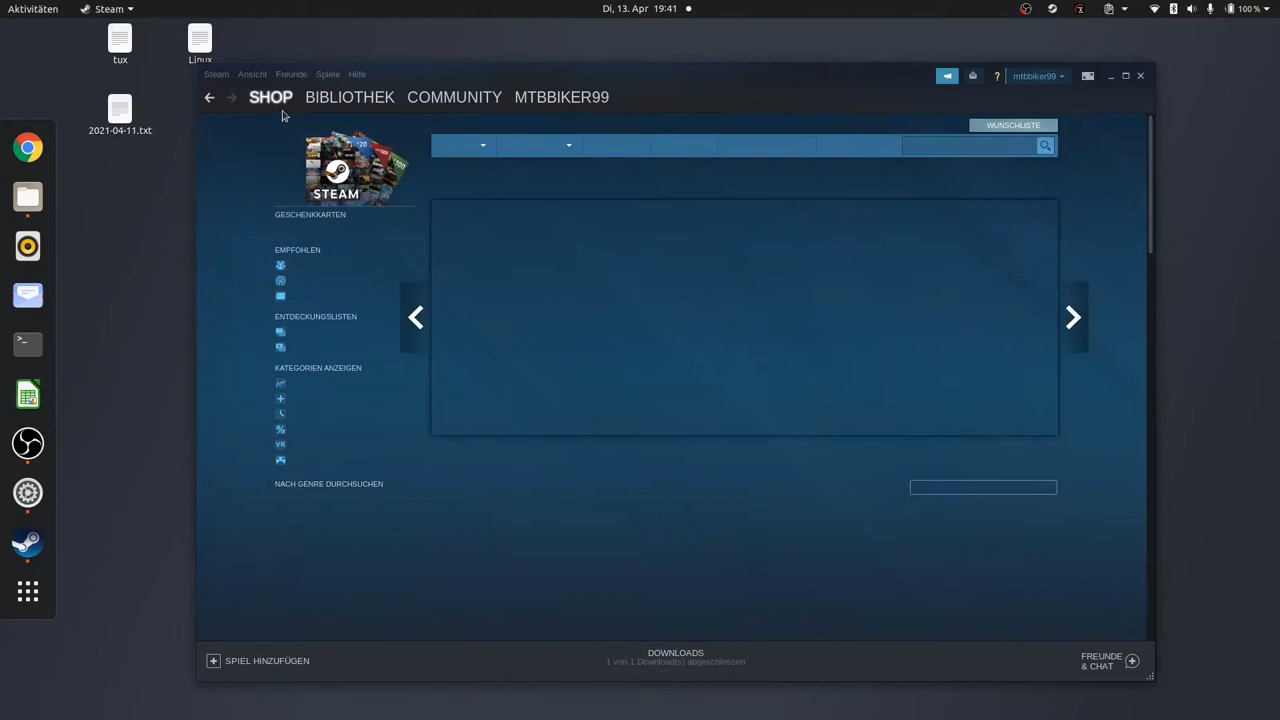 Aktivitäten
Steam
Di, 13. Apr 19:41
100 %
tux
Linux
2021-04-11.txt
Steam Ansicht Freunde Spiele Hilfe
mtbbiker99
SHOP BIBLIOTHEK COMMUNITY MTBBIKER99
WUNSCHLISTE
STEAM
GESCHENKKARTEN
EMPFOHLEN
ENTDECKUNGSLISTEN
KATEGORIEN ANZEIGEN
VR
NACH GENRE DURCHSUCHEN
SPIEL HINZUFÜGEN
DOWNLOADS
1 von 1 Download(s) abgeschlossen
FREUNDE
& CHAT